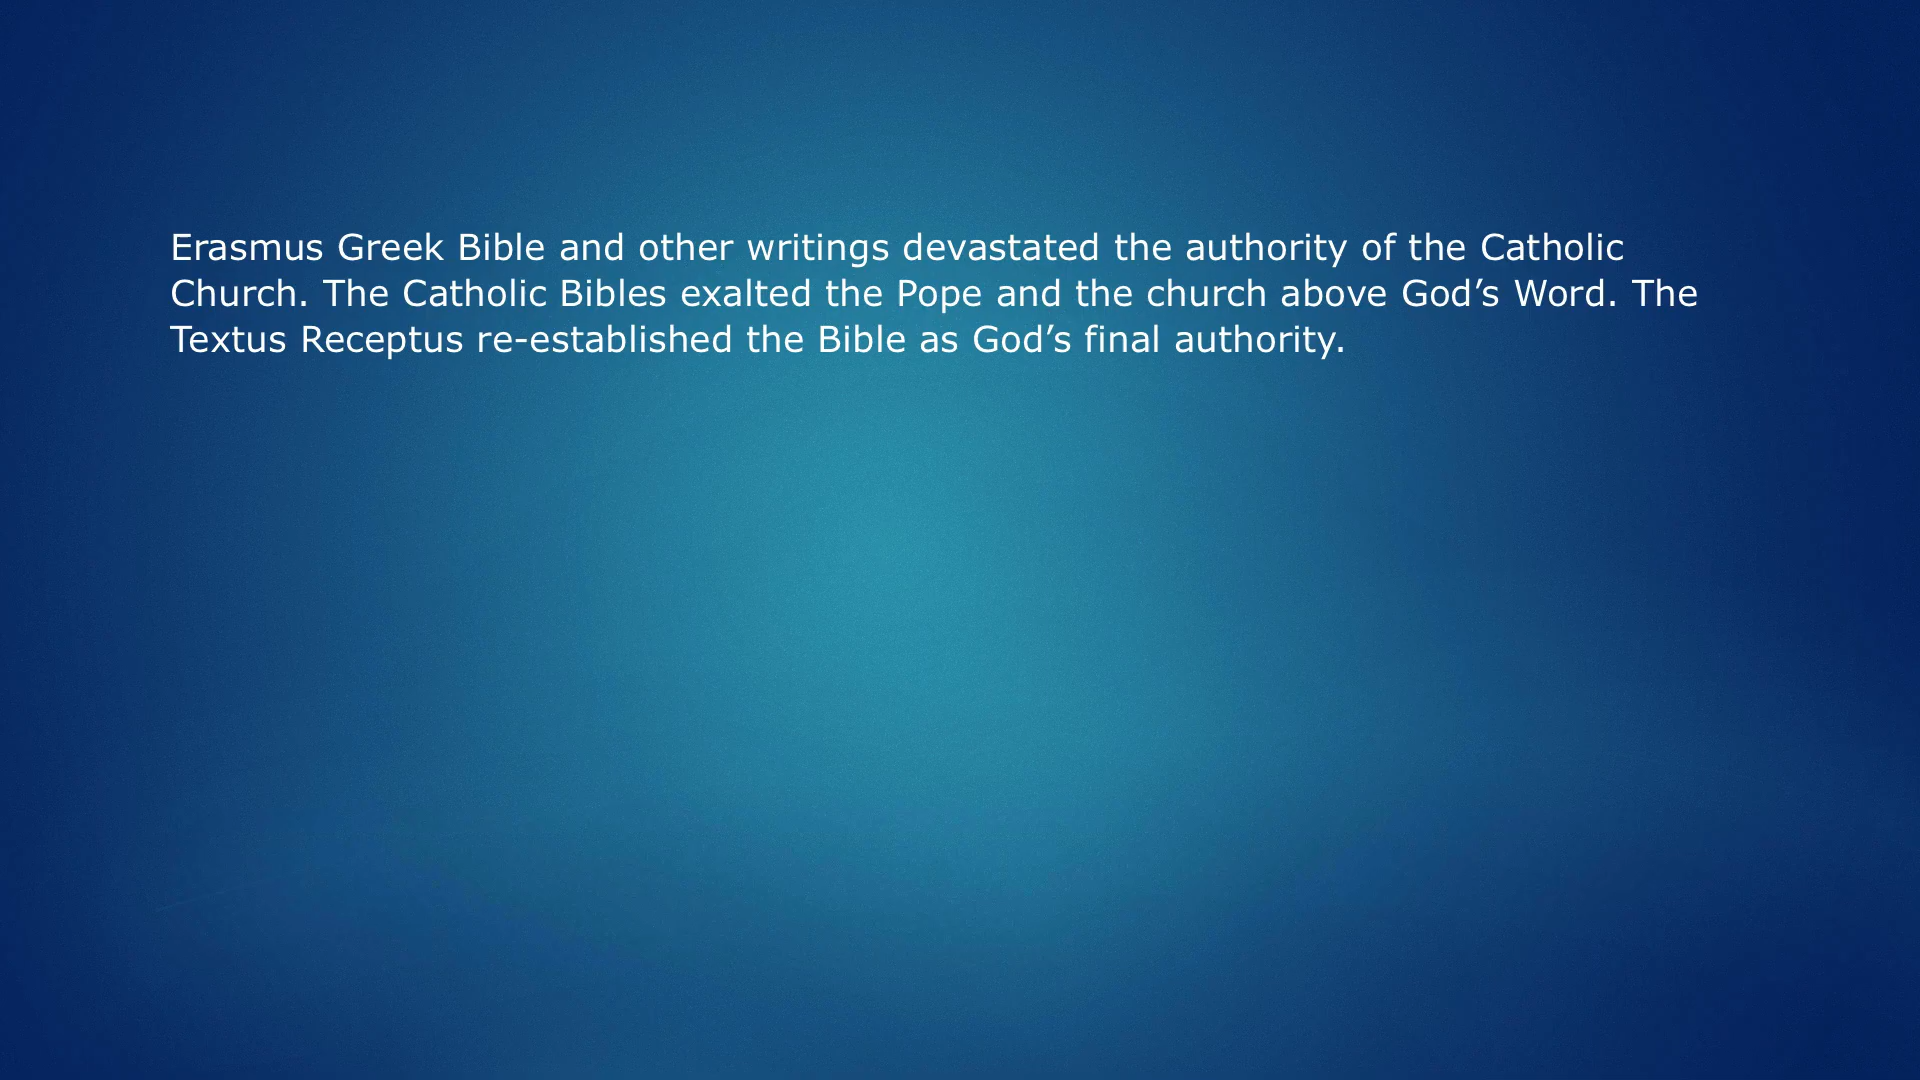 Erasmus Greek Bible and other writings devastated the authority of the Catholic
Church. The Catholic Bibles exalted the Pope and the church above God’s Word. The
Textus Receptus re-established the Bible as God’s final authority.